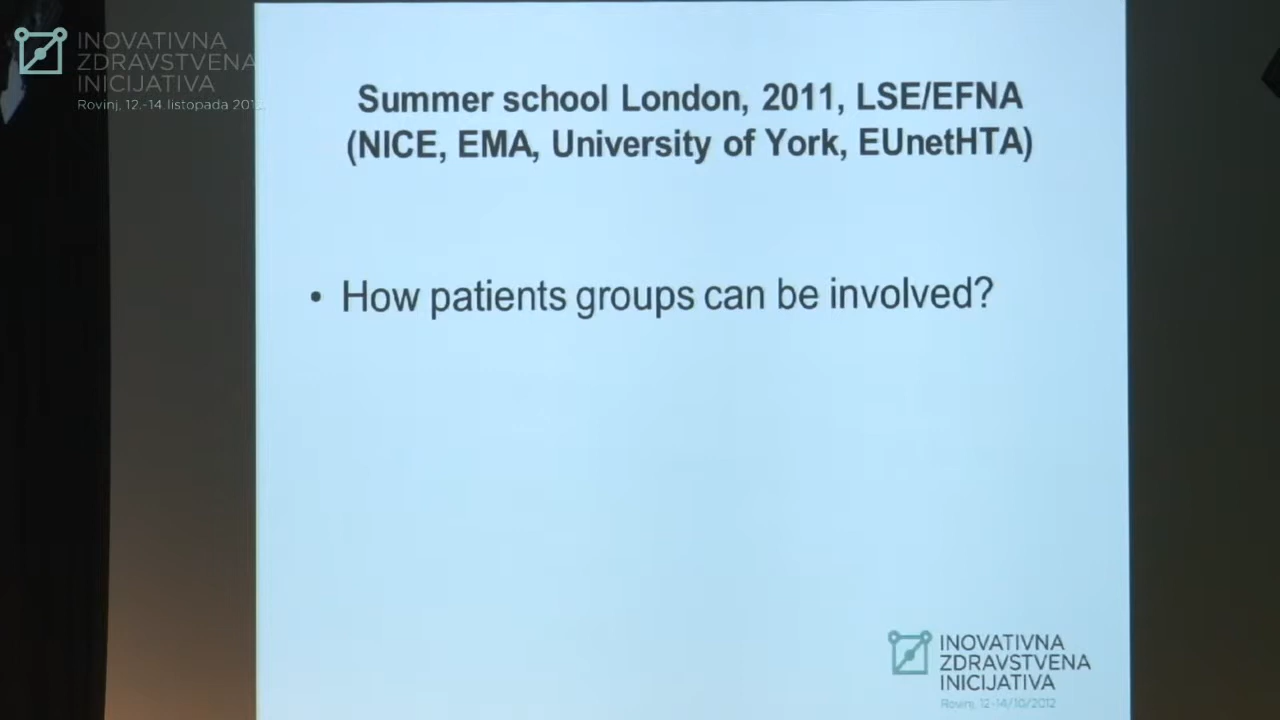 INOVATIVNA
ZDRAVSTVENA
INICIJATIVA
Rovinj, 12.-14. listopada
Summer school London, 2011, LSE/EFNA
(NICE, EMA, University of York, EUnetHTA)
• How patients groups can be involved?
INOVATIVNA
ZDRAVSTVENA
INICIJATIVA
Rovinj, 12-14/10/2012